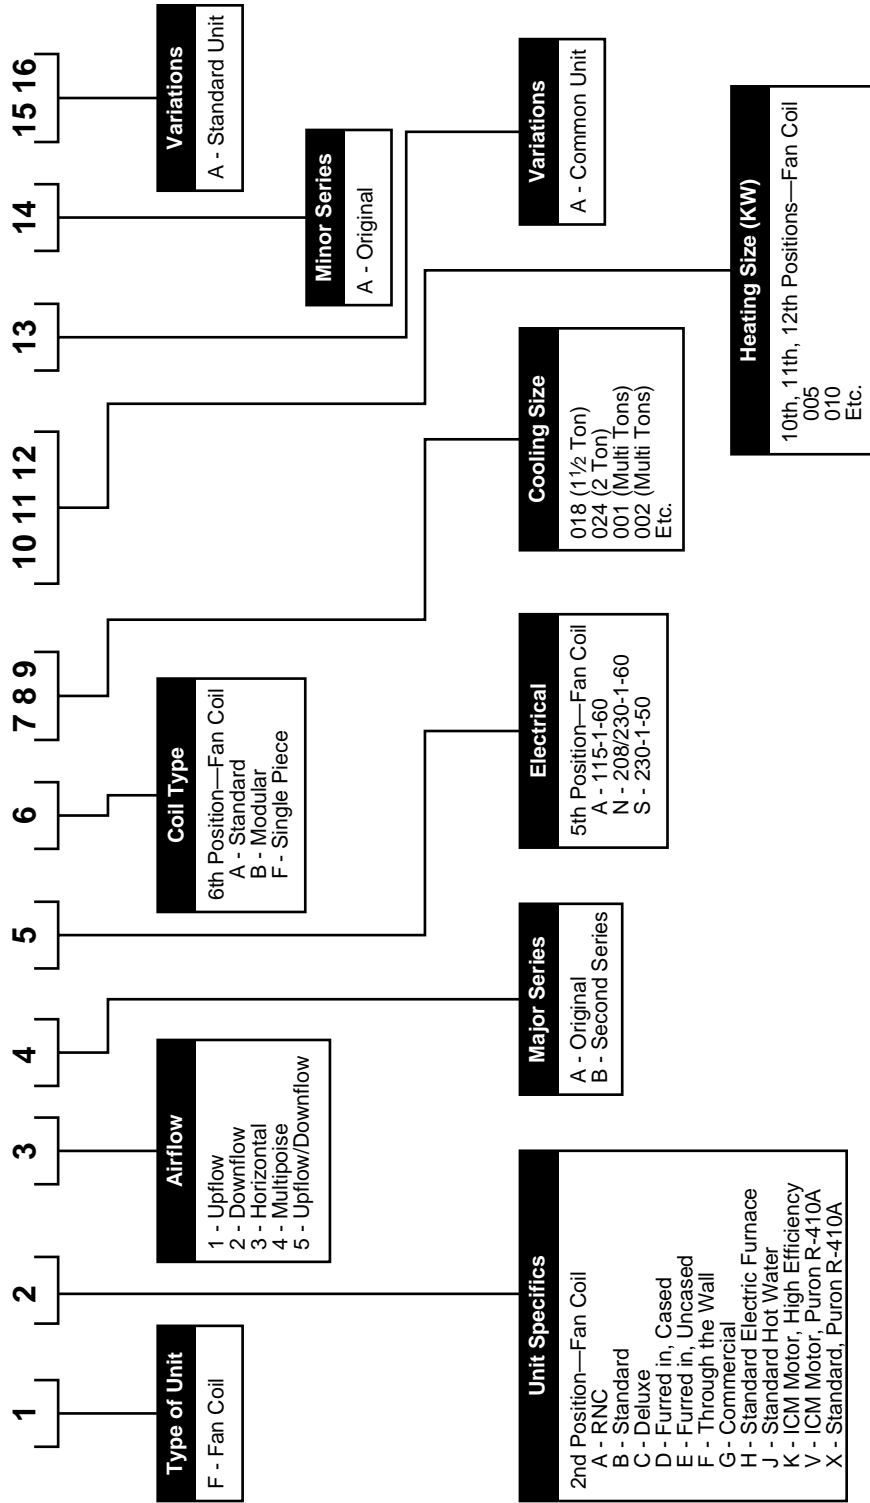 1 2 3 4 5 6 7 8 9 10 11 12 13 14 15 16
Type of Unit
F - Fan Coil
Airflow
1 - Upflow
2 - Downflow
3 - Horizontal
4 - Multipoise
5 - Upflow/Downflow
Coil Type
6th Position—Fan Coil
A - Standard
B - Modular
F - Single Piece
Minor Series
A - Original
Variations
A - Standard Unit
Unit Specifics
2nd Position—Fan Coil
A - RNC
B - Standard
C - Deluxe
D - Furred in, Cased
E - Furred in, Uncased
F - Through the Wall
G - Commercial
H - Standard Electric Furnace
J - Standard Hot Water
K - ICM Motor, High Efficiency
V - ICM Motor, Puron R-410A
X - Standard, Puron R-410A
Major Series
A - Original
B - Second Series
Electrical
5th Position—Fan Coil
A - 115-1-60
N - 208/230-1-60
S - 230-1-50
Cooling Size
018 (1 1/2 Ton)
024 (2 Ton)
001 (Multi Tons)
002 (Multi Tons)
Etc.
Variations
A - Common Unit
Heating Size (KW)
10th, 11th, 12th Positions—Fan Coil
005
010
Etc.